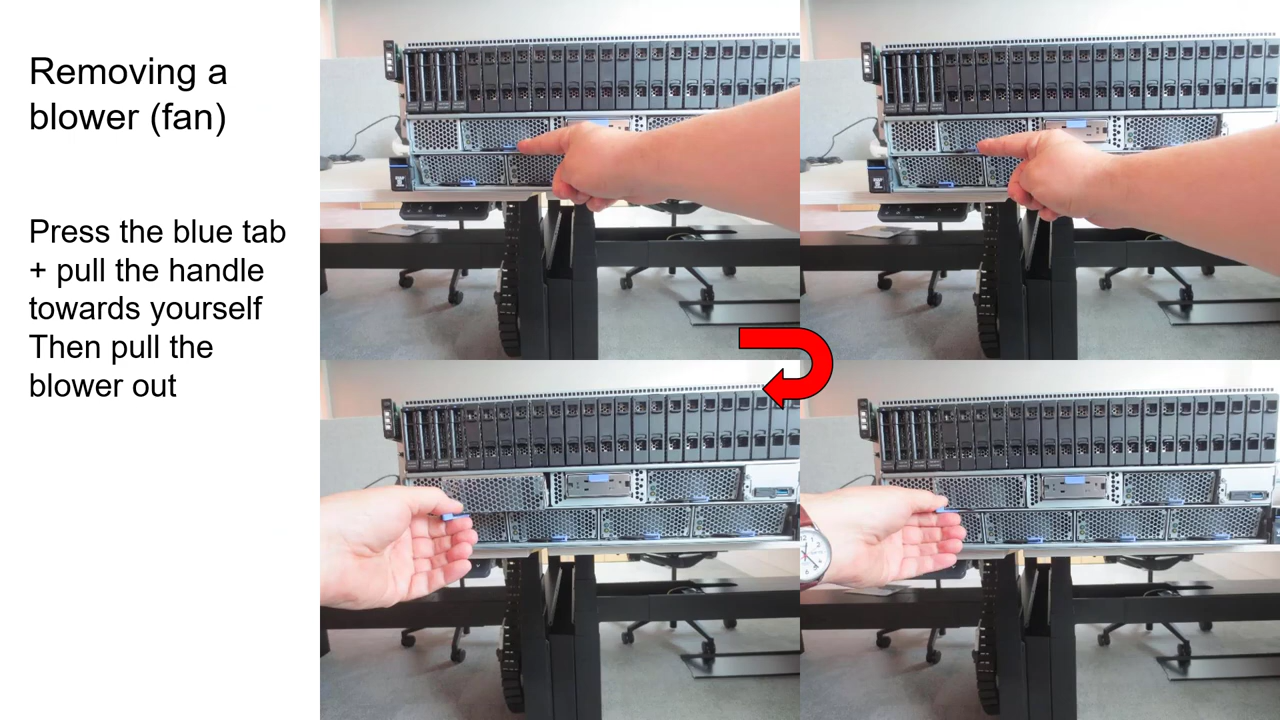 Removing a
blower (fan)
Press the blue tab
+ pull the handle
towards yourself
Then pull the
blower out